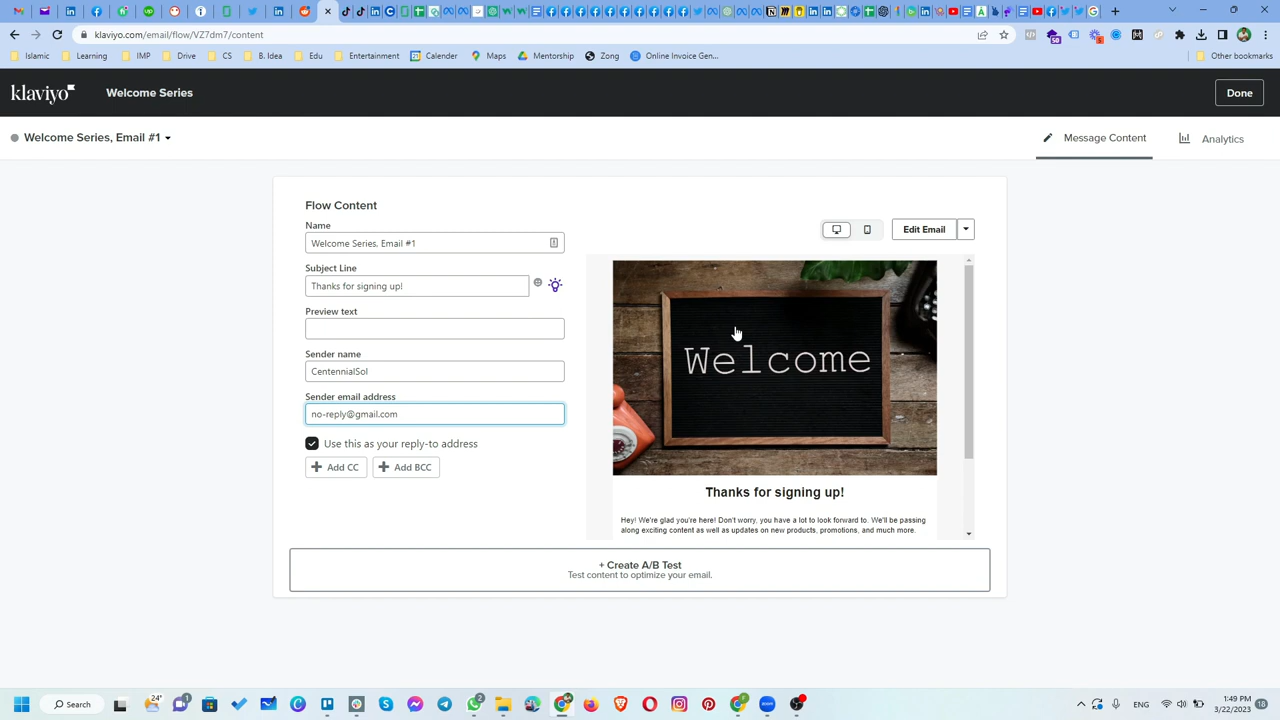 klaviyo.com/email/flow/VZ7dm7/content
Islamic
Learning
IMP
Drive
CS
B. Idea
Edu
Entertainment
Calender
Maps
Mentorship
Zong
Online Invoice Gen...
Other bookmarks
klaviyo
Welcome Series
Done
Welcome Series, Email #1
Message Content
Analytics
Flow Content
Name
Welcome Series, Email #1
Edit Email
Subject Line
Thanks for signing up!
Preview text
Sender name
CentennialSol
Sender email address
no-reply@gmail.com
Use this as your reply-to address
+ Add CC
+ Add BCC
Welcome
Thanks for signing up!
Hey! We're glad you're here! Don't worry, you have a lot to look forward to. We'll be passing
along exciting content as well as updates on new products, promotions, and much more.
+ Create A/B Test
Test content to optimize your email.
Search
24°
ENG
1:49 PM
3/22/2023
18